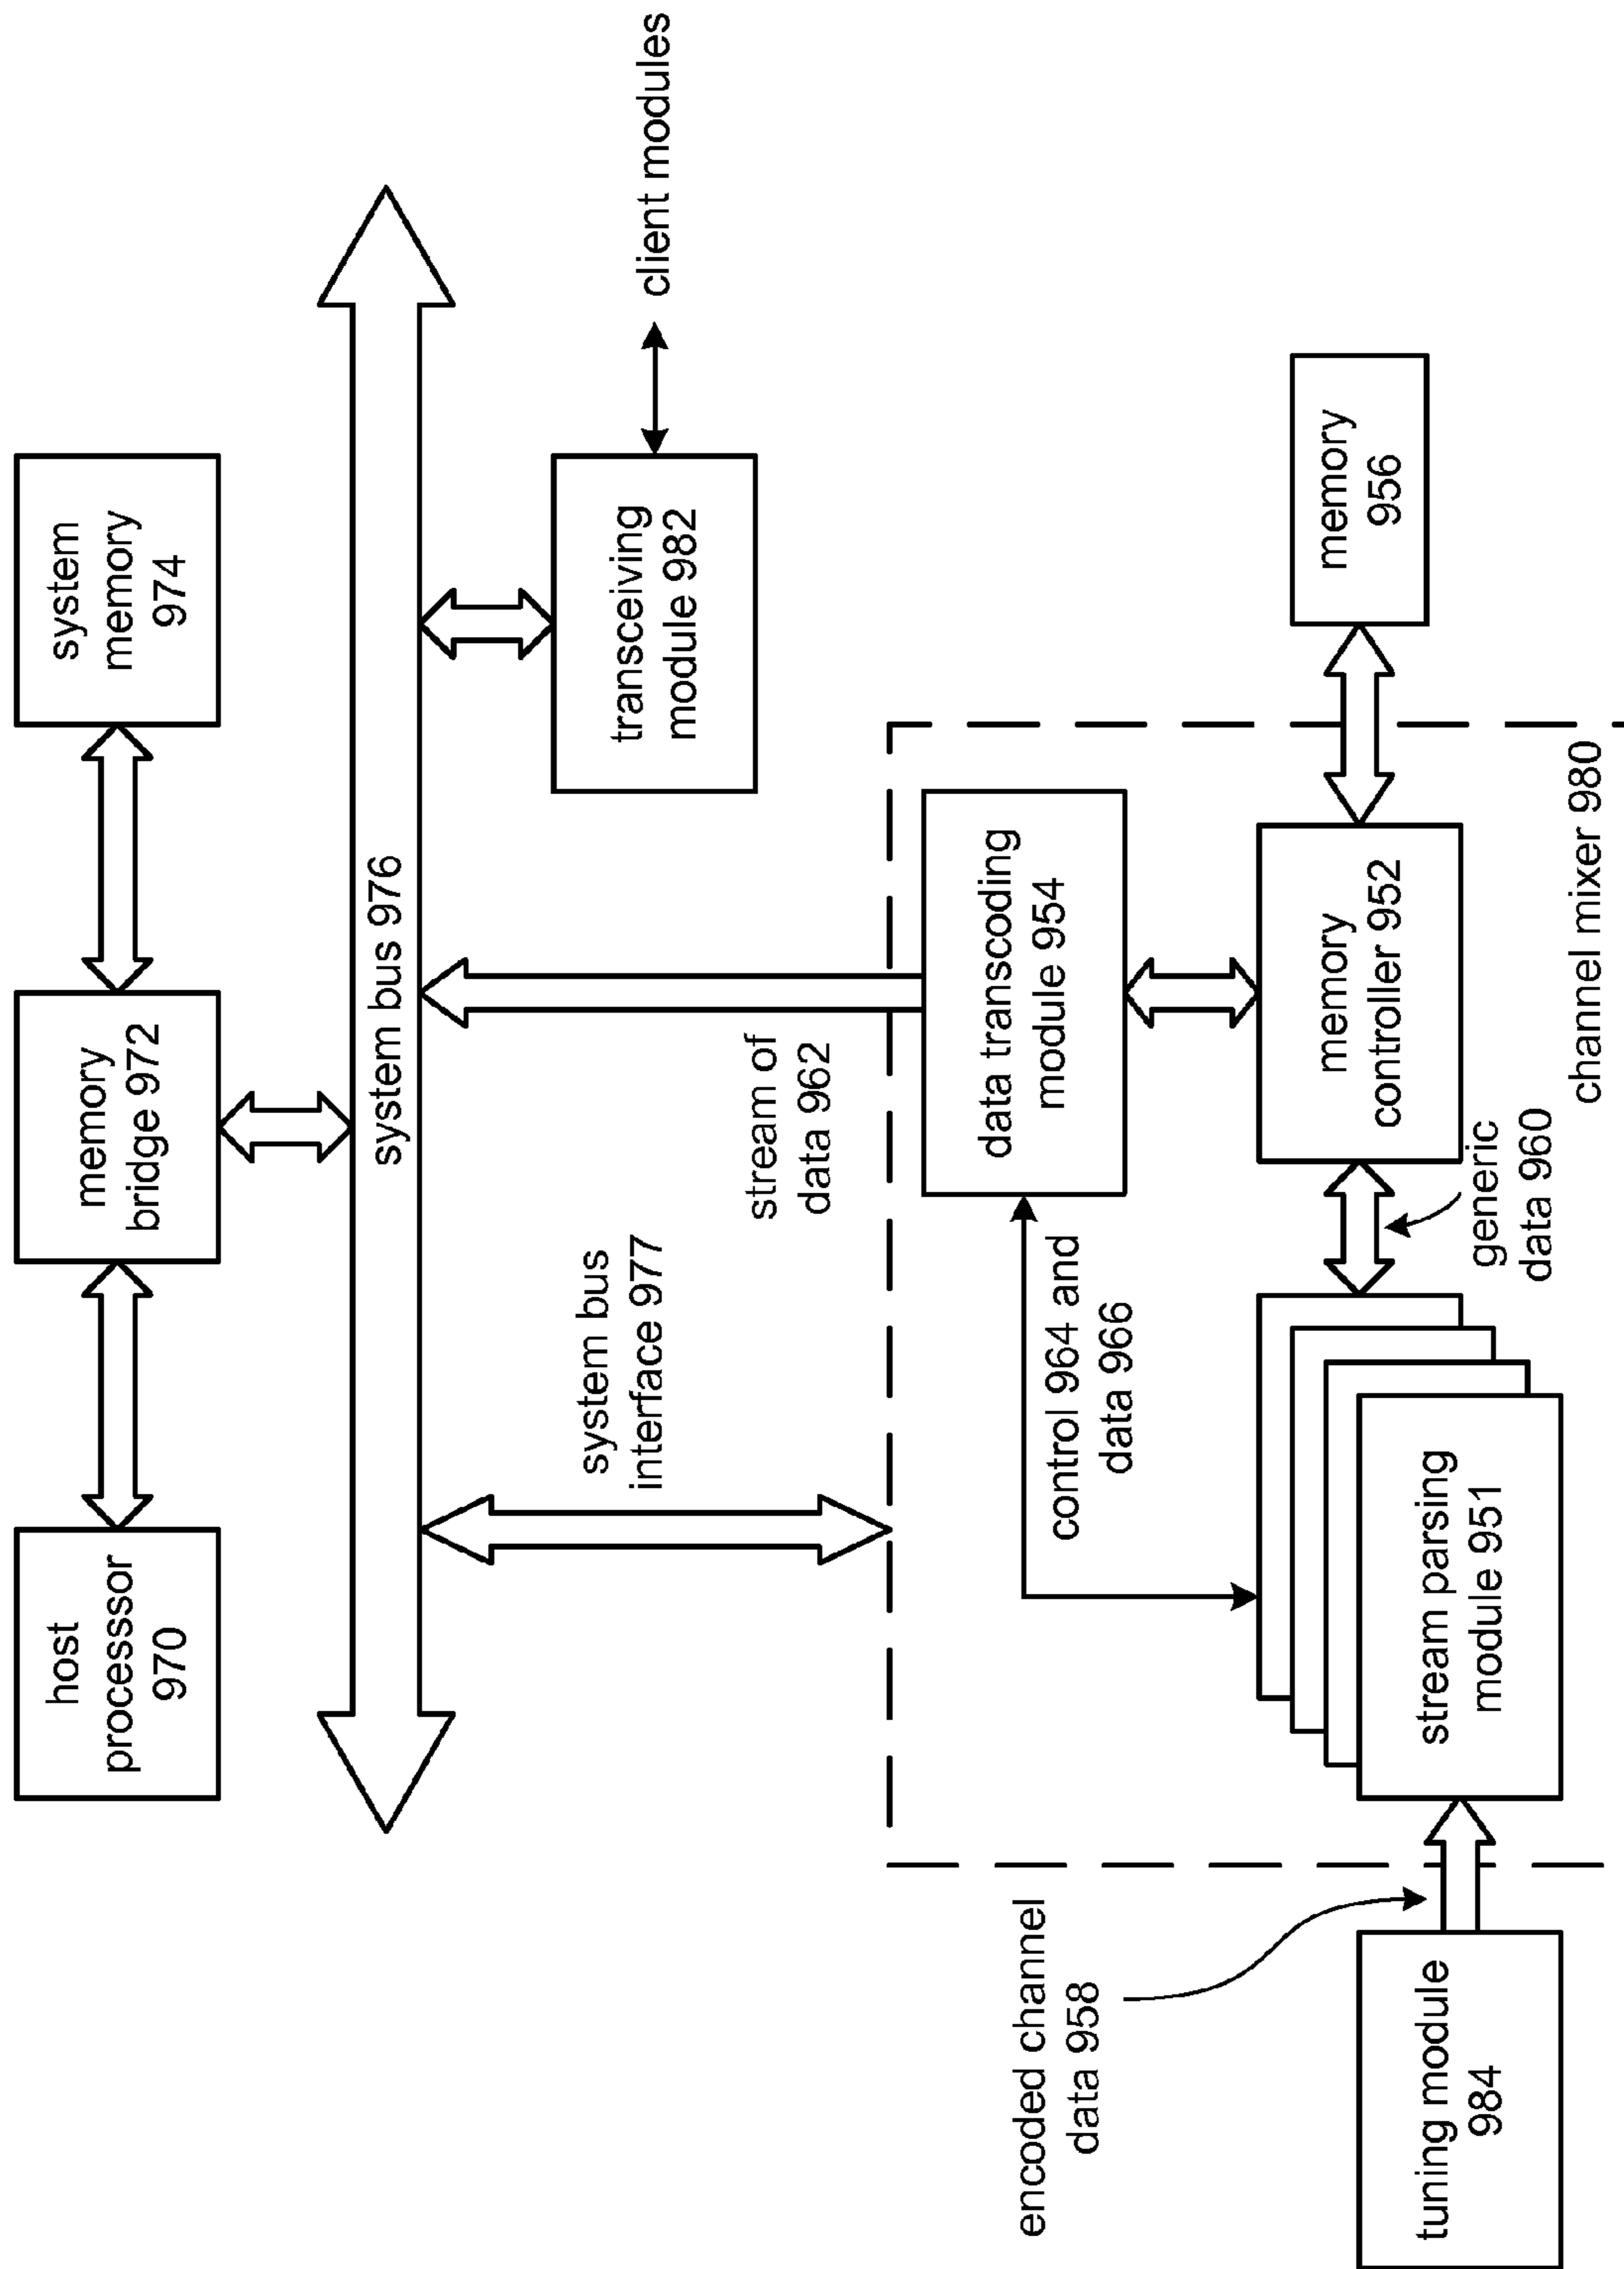 host
processsor
970
memory
bridge 972
system
memory
974
system bus 976
system bus
interface 977
stream of
data 962
transceiving
module 982
client modules
control 964 and
data 966
data transcoding
module 954
encoded channel
data 958
tuning module
984
stream parsing
module 951
generic
data 960
memory
controller 952
memory
956
channel mixer 980